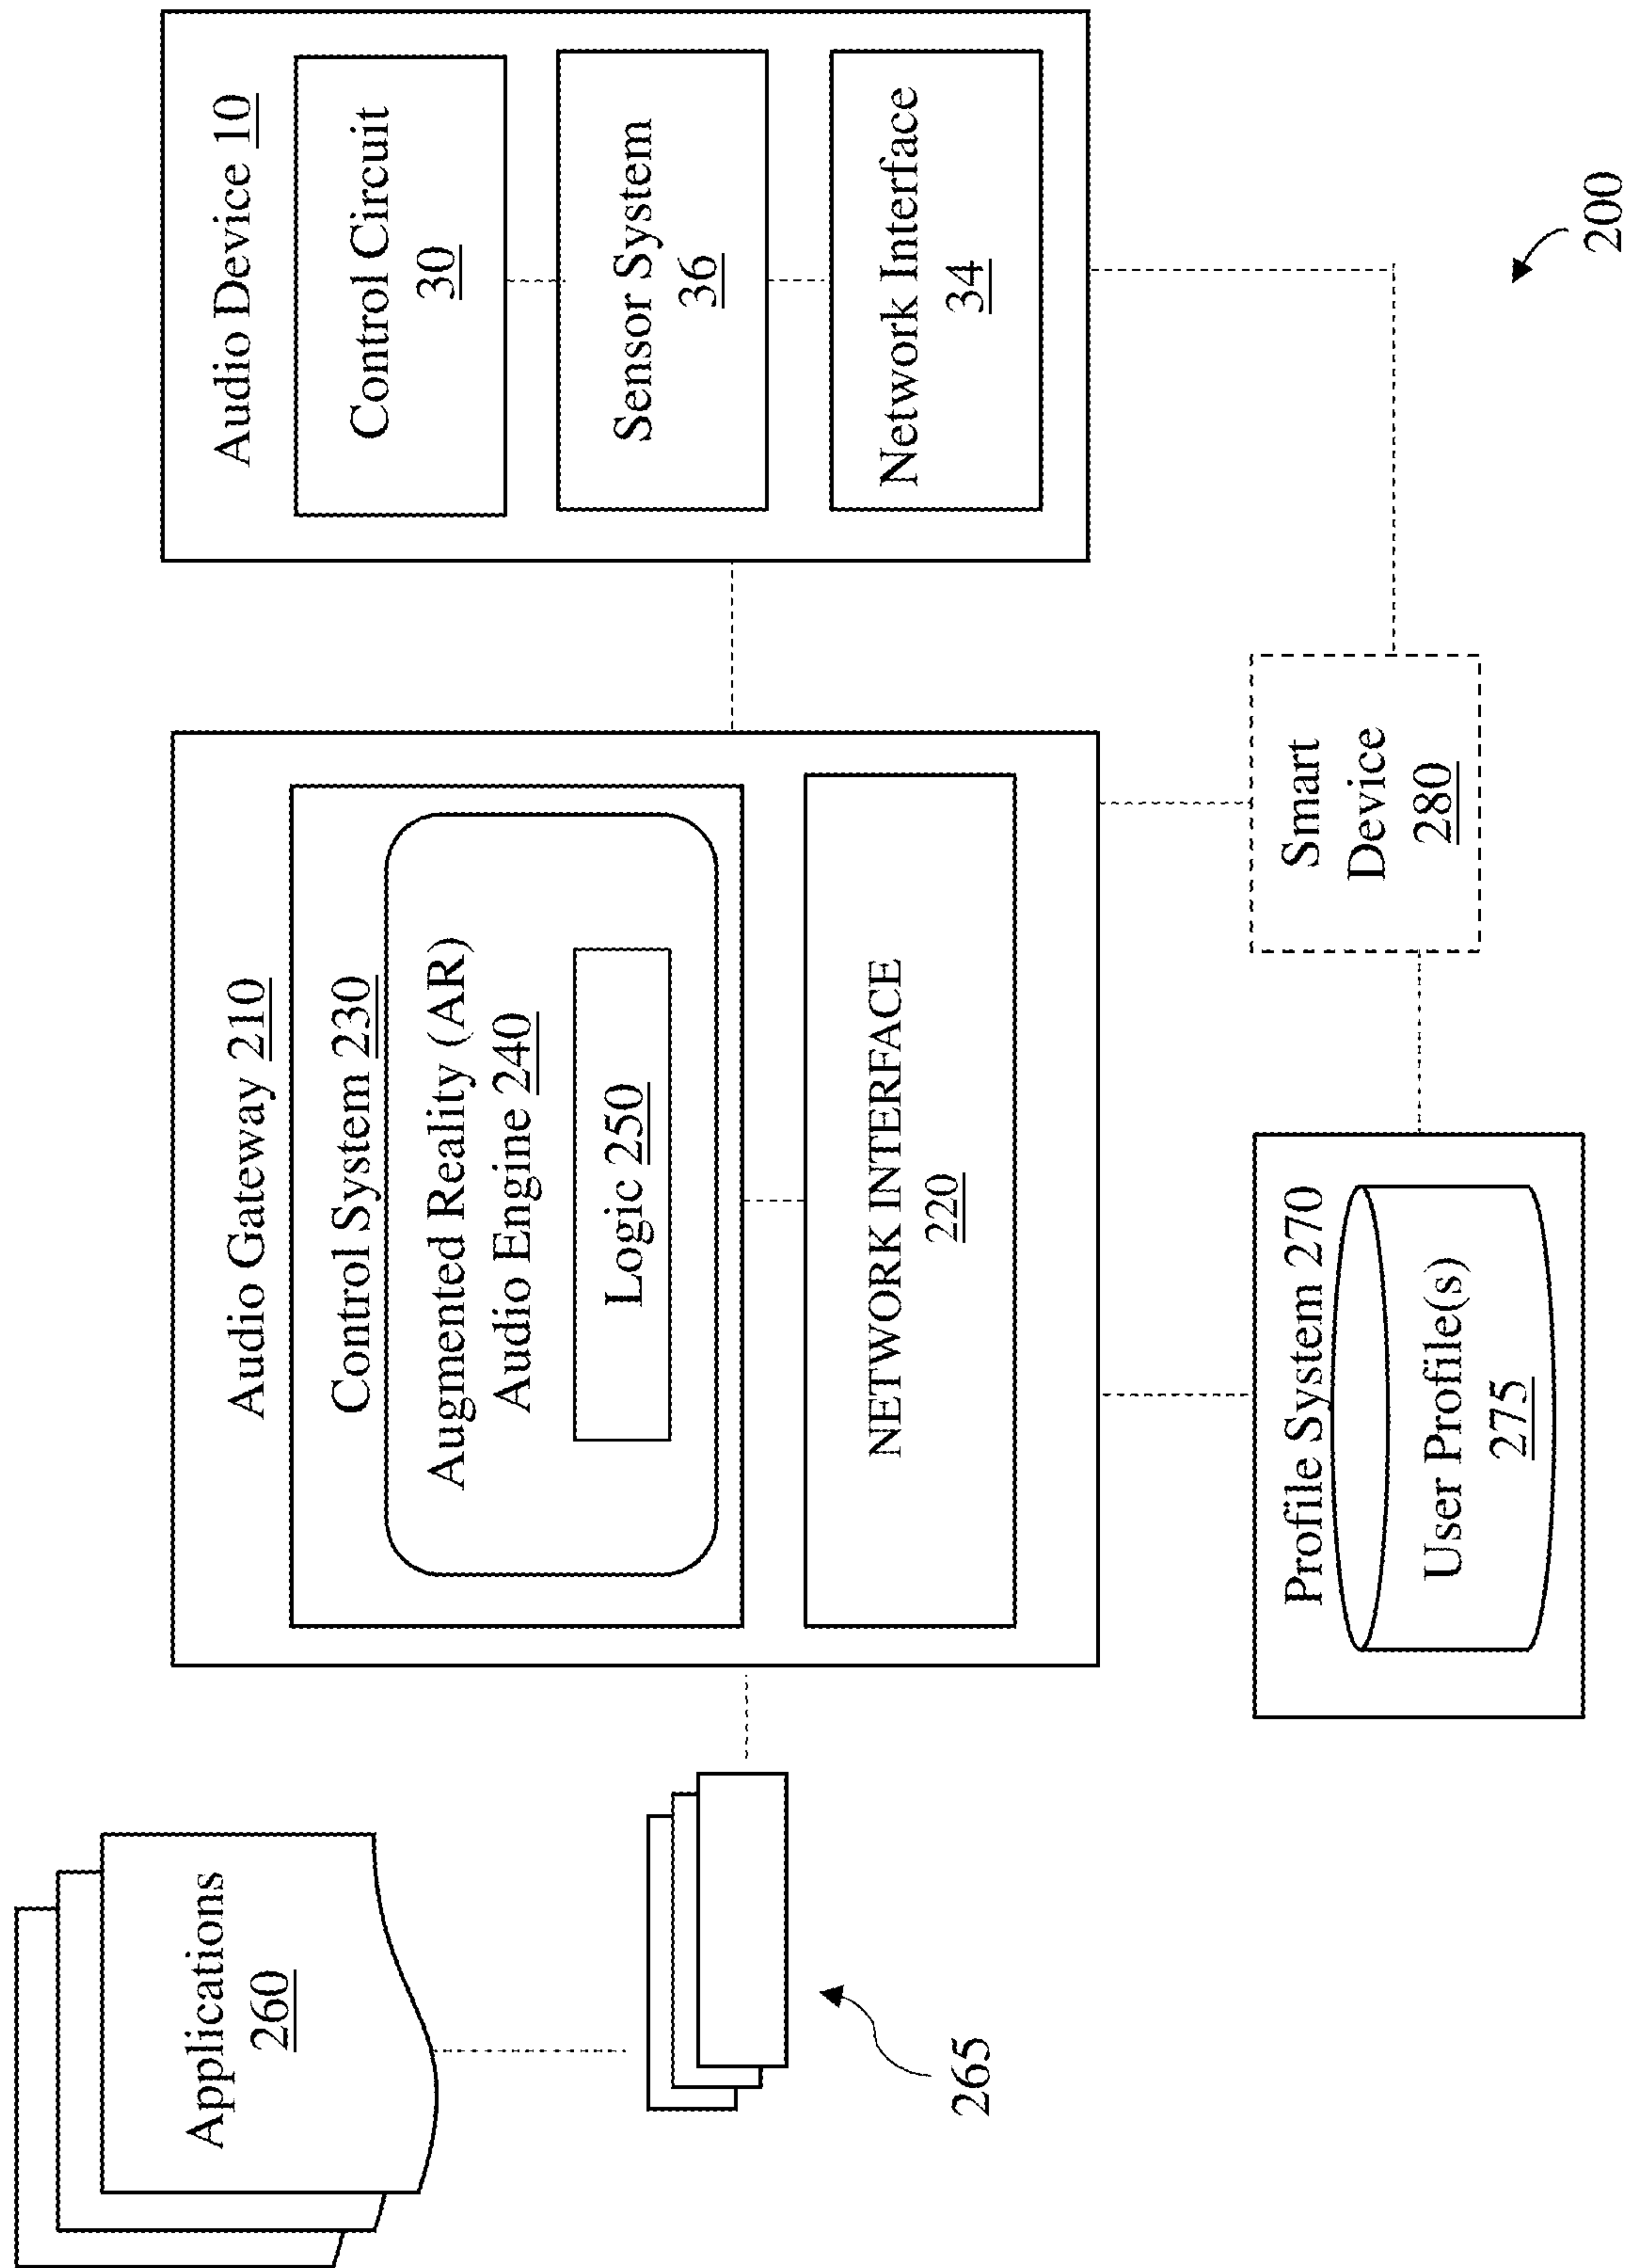 Applications
260
265
Audio Gateway 210
Control System 230
Augmented Reality (AR)
Audio Engine 240
Logic 250
NETWORK INTERFACE
220
Profile System 270
User Profile(s)
275
Smart
Device
280
Audio Device 10
Control Circuit
30
Sensor System
36
Network Interface
34
200